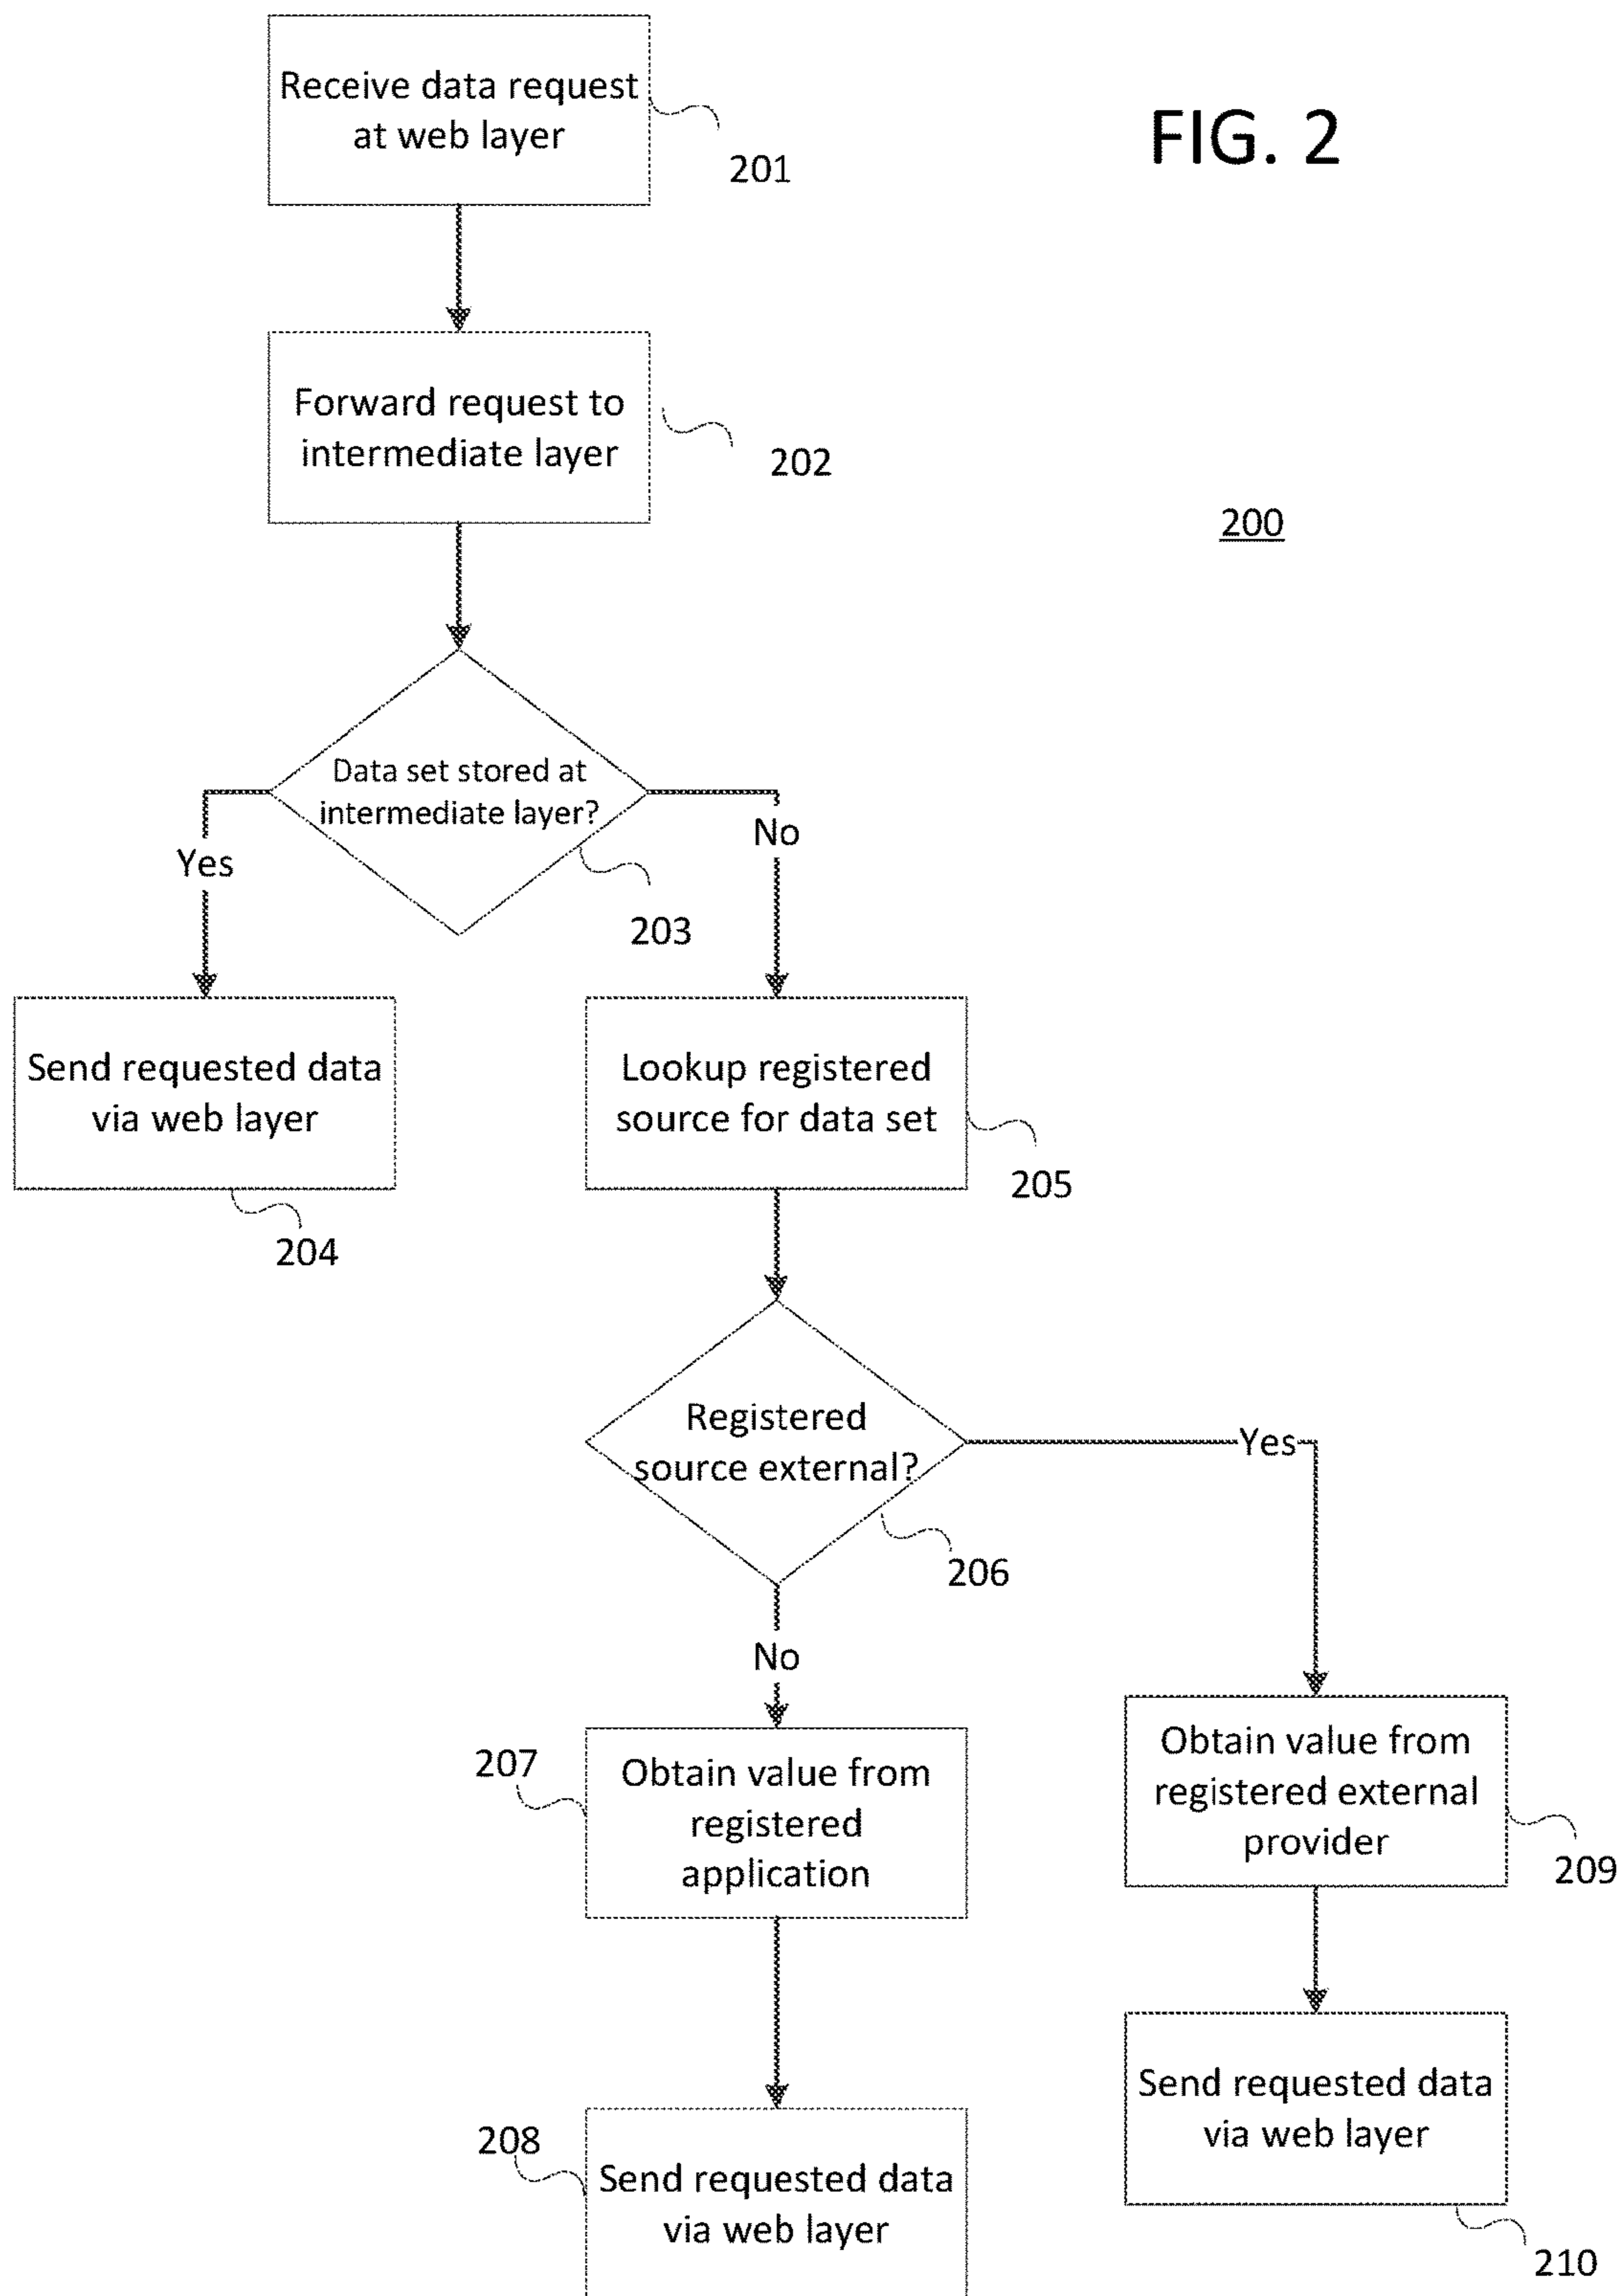 Receive data request
at web layer
201
FIG. 2
Forward request to
intermediate layer
202
200
Data set stored at
intermediate layer?
203
Yes
No
Send requested data
via web layer
204
Lookup registered
source for data set
205
Registered
source external?
206
Yes
No
207
Obtain value from
registered
application
Obtain value from
registered external
provider
209
208
Send requested data
via web layer
Send requested data
via web layer
210